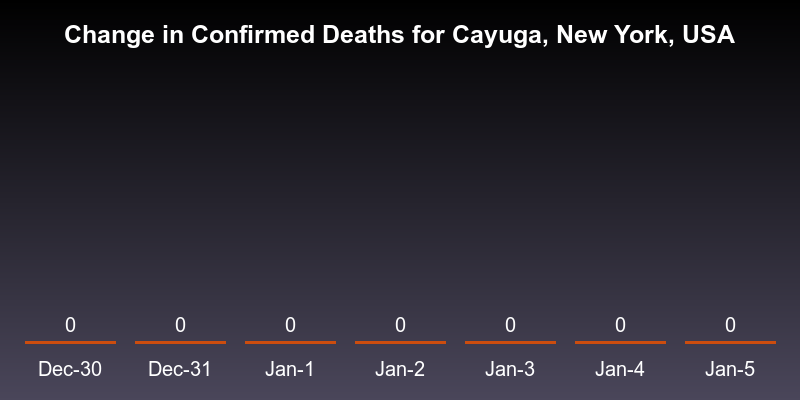 Change in Confirmed Deaths for Cayuga, New York, USA
0 0 0 0 0 0 0
Dec-30 Dec-31 Jan-1 Jan-2 Jan-3 Jan-4 Jan-5